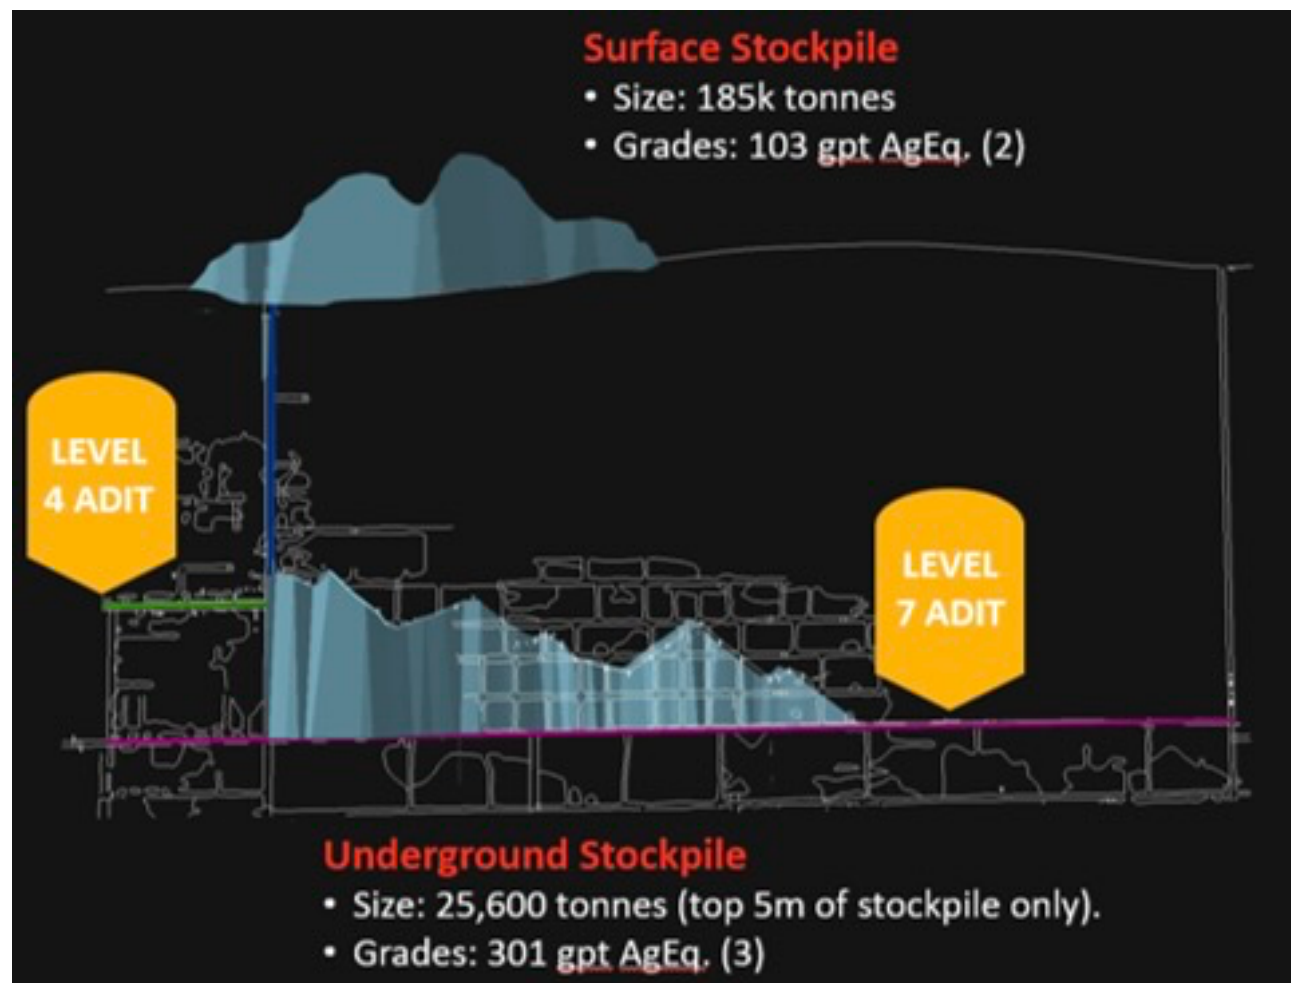 Surface Stockpile
• Size: 185k tonnes
• Grades: 103 gpt AgEq. (2)
LEVEL
4 ADIT
LEVEL
7 ADIT
Underground Stockpile
• Size: 25,600 tonnes (top 5m of stockpile only).
• Grades: 301 gpt AgEq. (3)